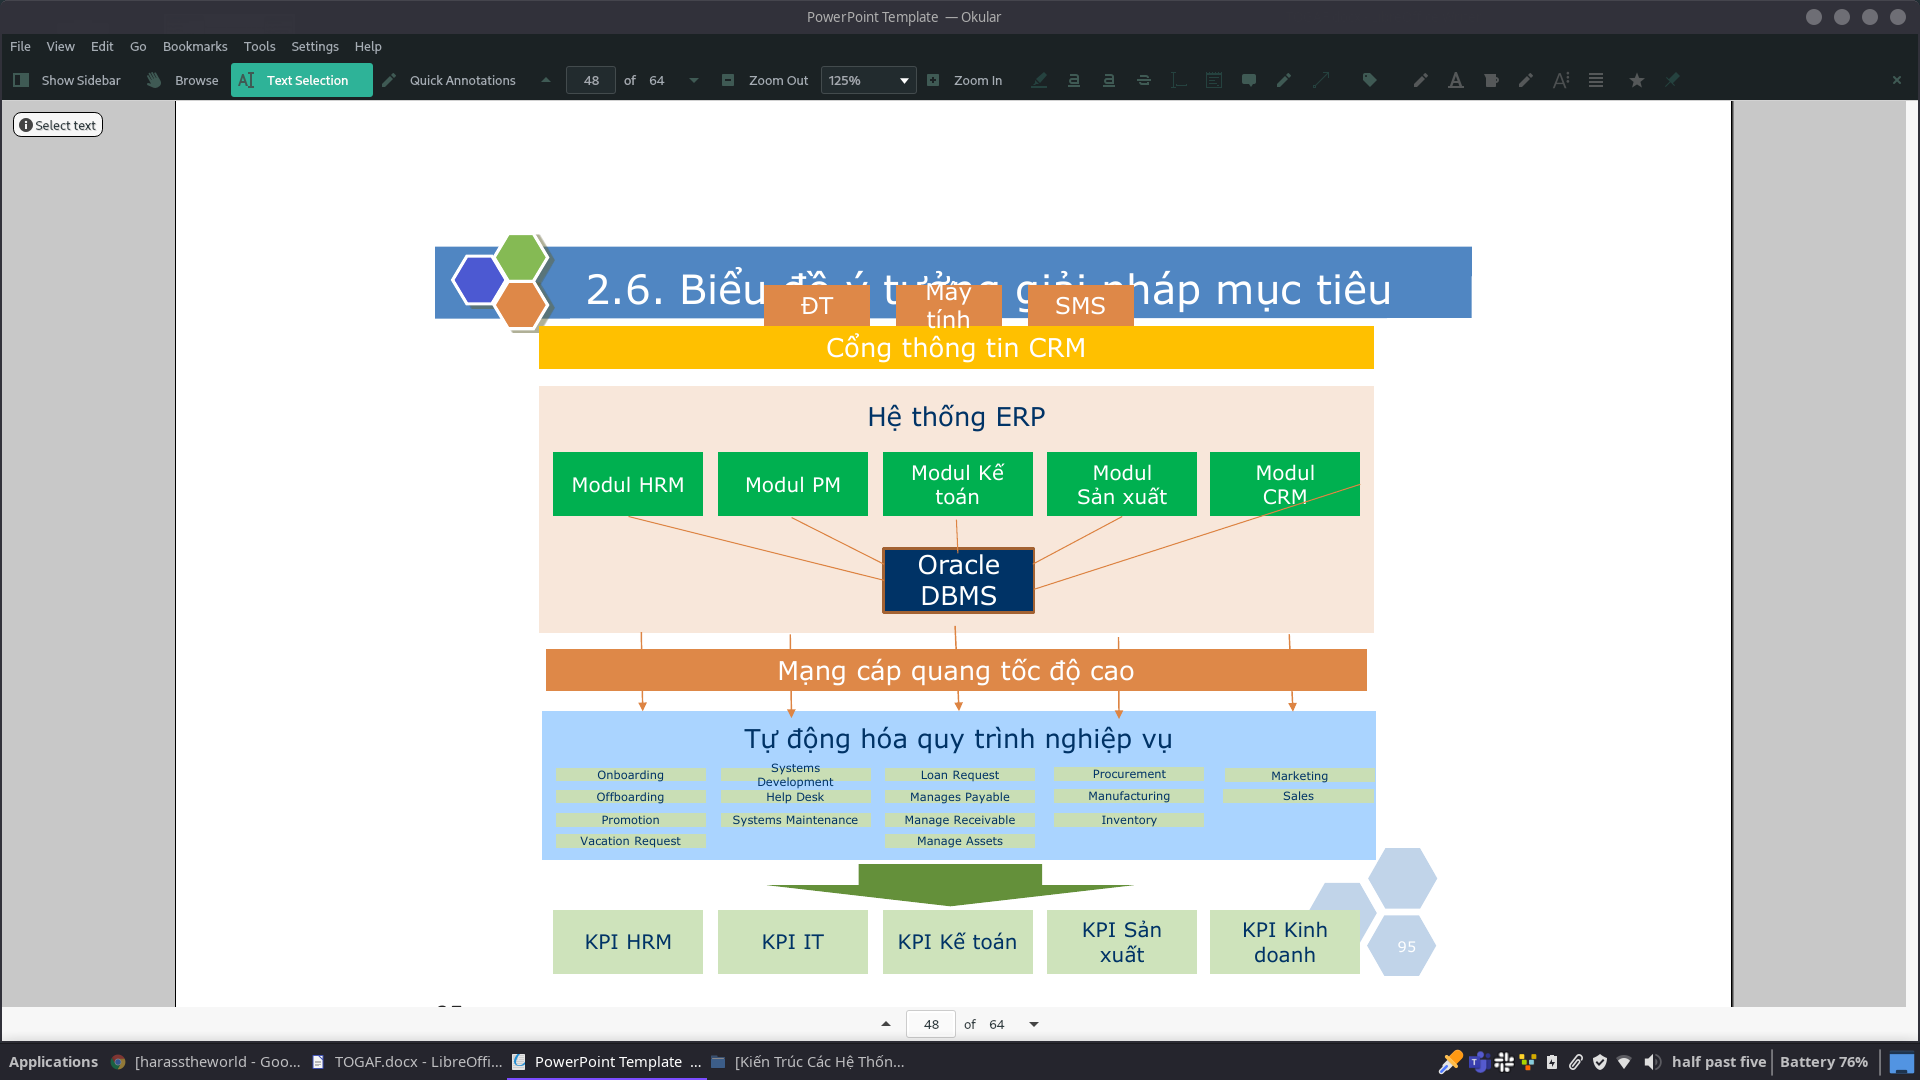 PowerPoint Template — Okular
File View Edit Go Bookmarks Tools Settings Help
Show Sidebar Browse Text Selection Quick Annotations 48 of 64 Zoom Out 125% Zoom In
Select text
2.6. Biểu đồ ý tưởng giải pháp mục tiêu
ĐT
Máy
tính
SMS
Cổng thông tin CRM
Hệ thống ERP
Modul HRM
Modul PM
Modul Kế
toán
Modul
Sản xuất
Modul
CRM
Oracle
DBMS
Mạng cáp quang tốc độ cao
Tự động hóa quy trình nghiệp vụ
Onboarding
Offboarding
Promotion
Vacation Request
Systems
Development
Help Desk
Systems Maintenance
Loan Request
Manages Payable
Manage Receivable
Manage Assets
Procurement
Manufacturing
Inventory
Marketing
Sales
KPI HRM
KPI IT
KPI Kế toán
KPI Sản
xuất
KPI Kinh
doanh
95
48 of 64
Applications [harasstheworld - Goo... TOGAF.docx - LibreOffi... PowerPoint Template ... [Kiến Trúc Các Hệ Thốn... half past five Battery 76%